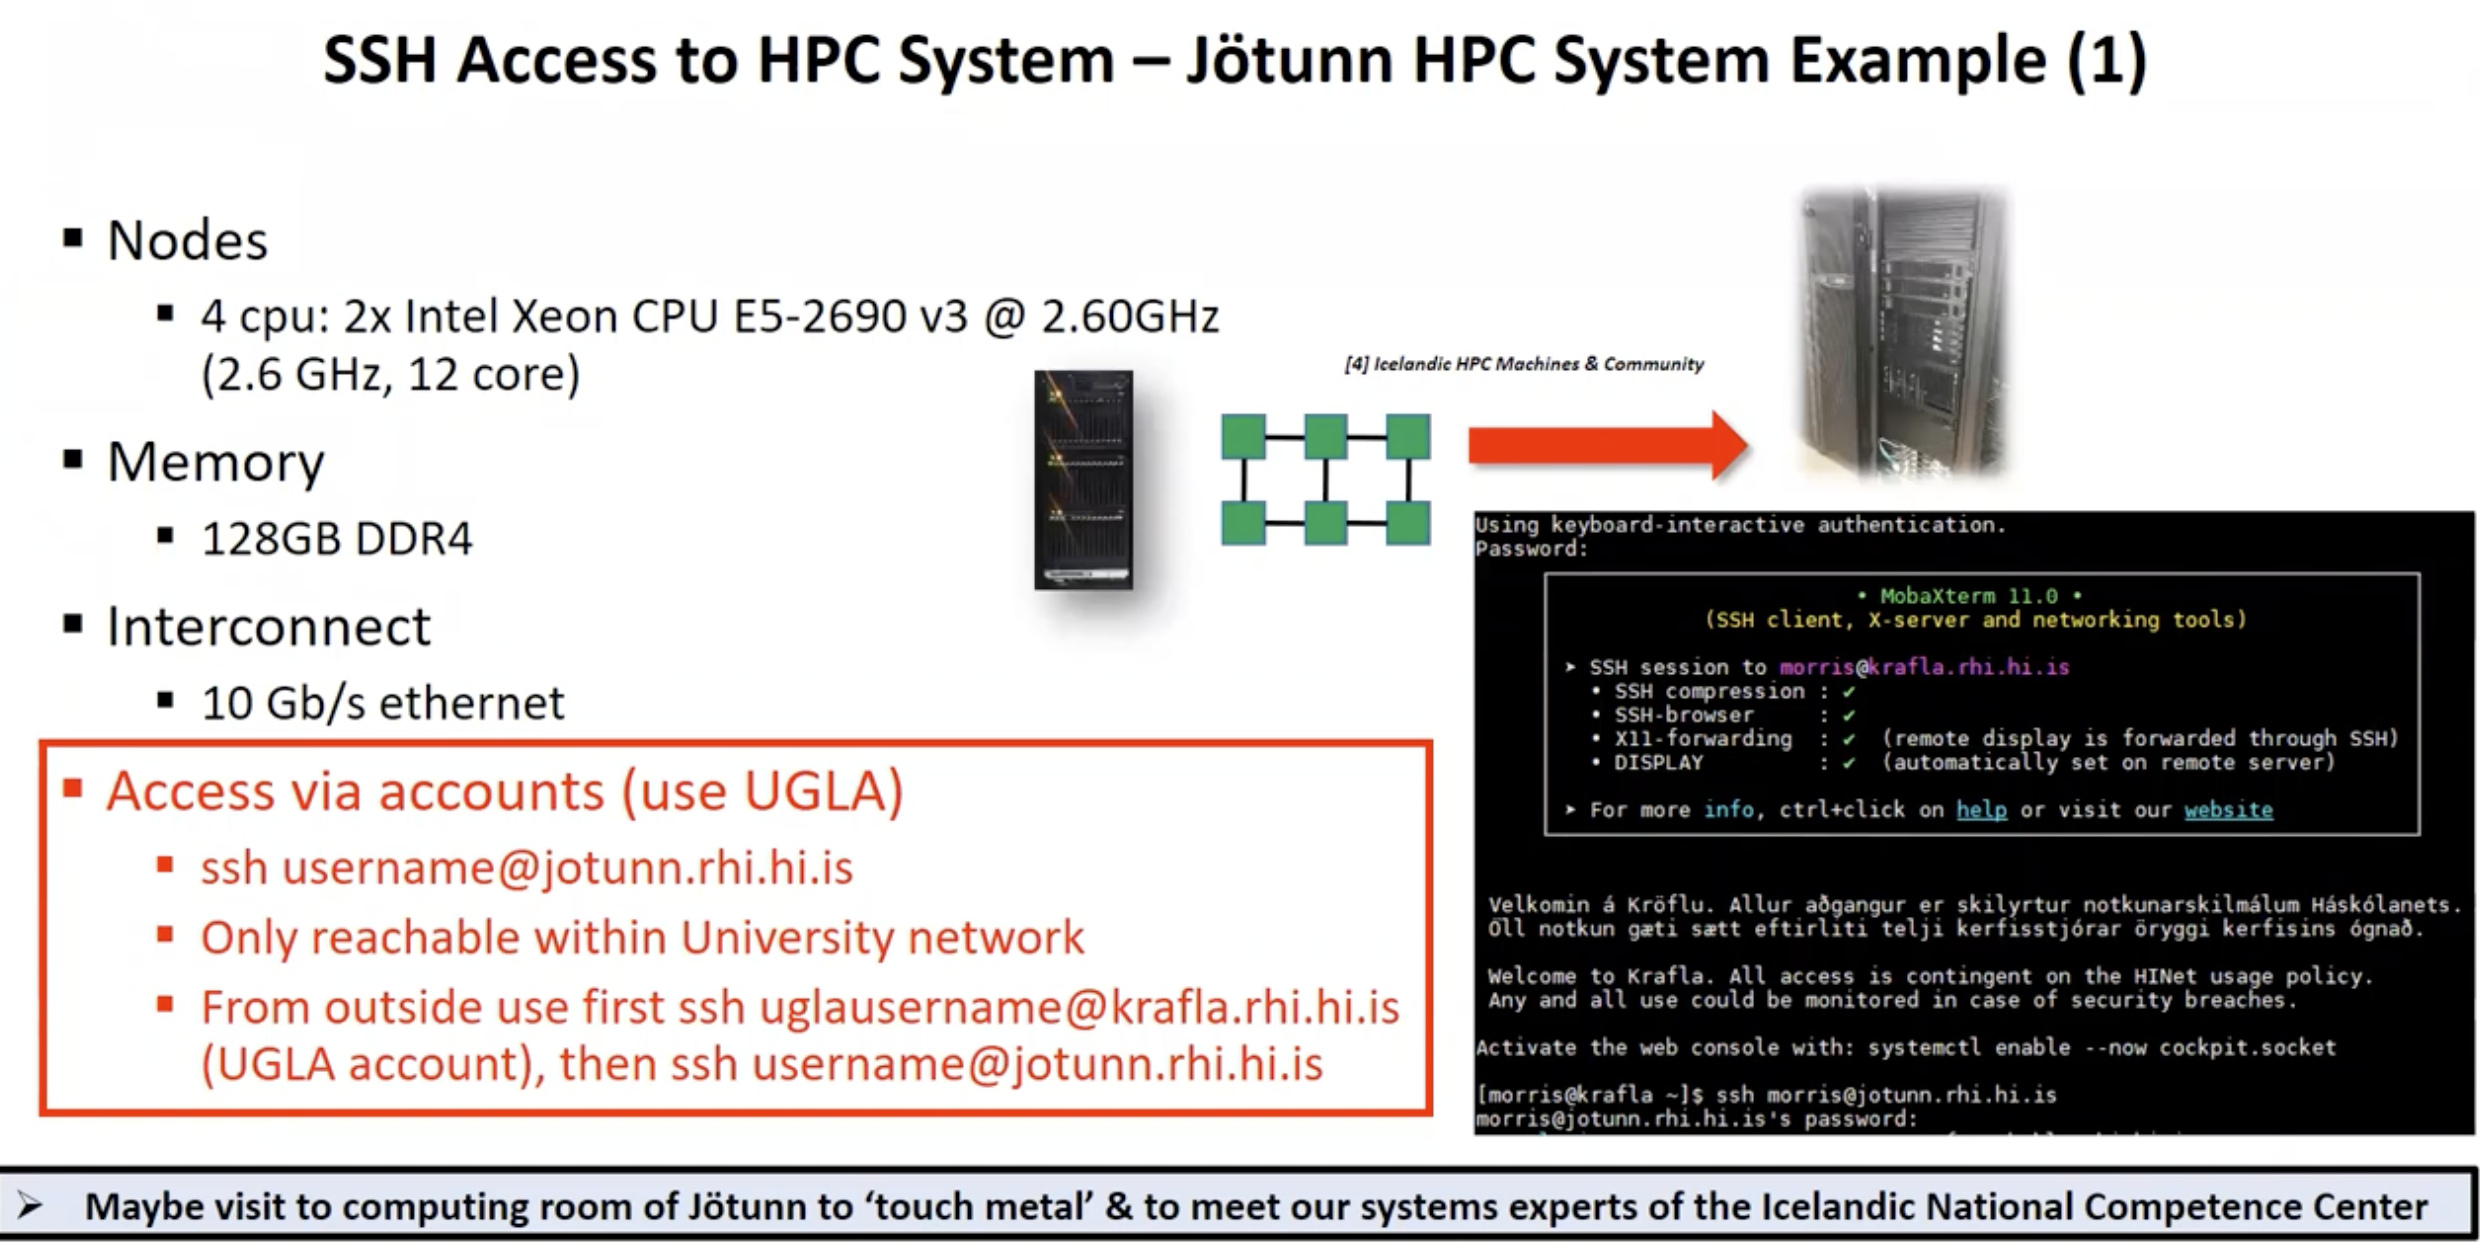 SSH Access to HPC System – Jötunn HPC System Example (1)
▪ Nodes
▪ 4 cpu: 2x Intel Xeon CPU E5-2690 v3 @ 2.60GHz
(2.6 GHz, 12 core)
▪ Memory
▪ 128GB DDR4
▪ Interconnect
▪ 10 Gb/s ethernet
▪ Access via accounts (use UGLA)
▪ ssh username@jotunn.rhi.hi.is
▪ Only reachable within University network
▪ From outside use first ssh uglausername@krafla.rhi.hi.is
(UGLA account), then ssh username@jotunn.rhi.hi.is
[4] Icelandic HPC Machines & Community
Using keyboard-interactive authentication.
Password:
• MobaXterm 11.0 •
(SSH client, X-server and networking tools)
➤ SSH session to morris@krafla.rhi.hi.is
• SSH compression : ✔
• SSH-browser : ✔
• X11-forwarding : ✔ (remote display is forwarded through SSH)
• DISPLAY : ✔ (automatically set on remote server)
➤ For more info, ctrl+click on help or visit our website
Velkomin á Kröflu. Allur aðgangur er skilyrtur notkunarskilmálum Háskólanets.
Öll notkun gæti sætt eftirliti telji kerfisstjórar öryggi kerfisins ógnað.
Welcome to Krafla. All access is contingent on the HINet usage policy.
Any and all use could be monitored in case of security breaches.
Activate the web console with: systemctl enable --now cockpit.socket
[morris@krafla ~]$ ssh morris@jotunn.rhi.hi.is
morris@jotunn.rhi.hi.is's password:
➢ Maybe visit to computing room of Jötunn to ‘touch metal’ & to meet our systems experts of the Icelandic National Competence Center